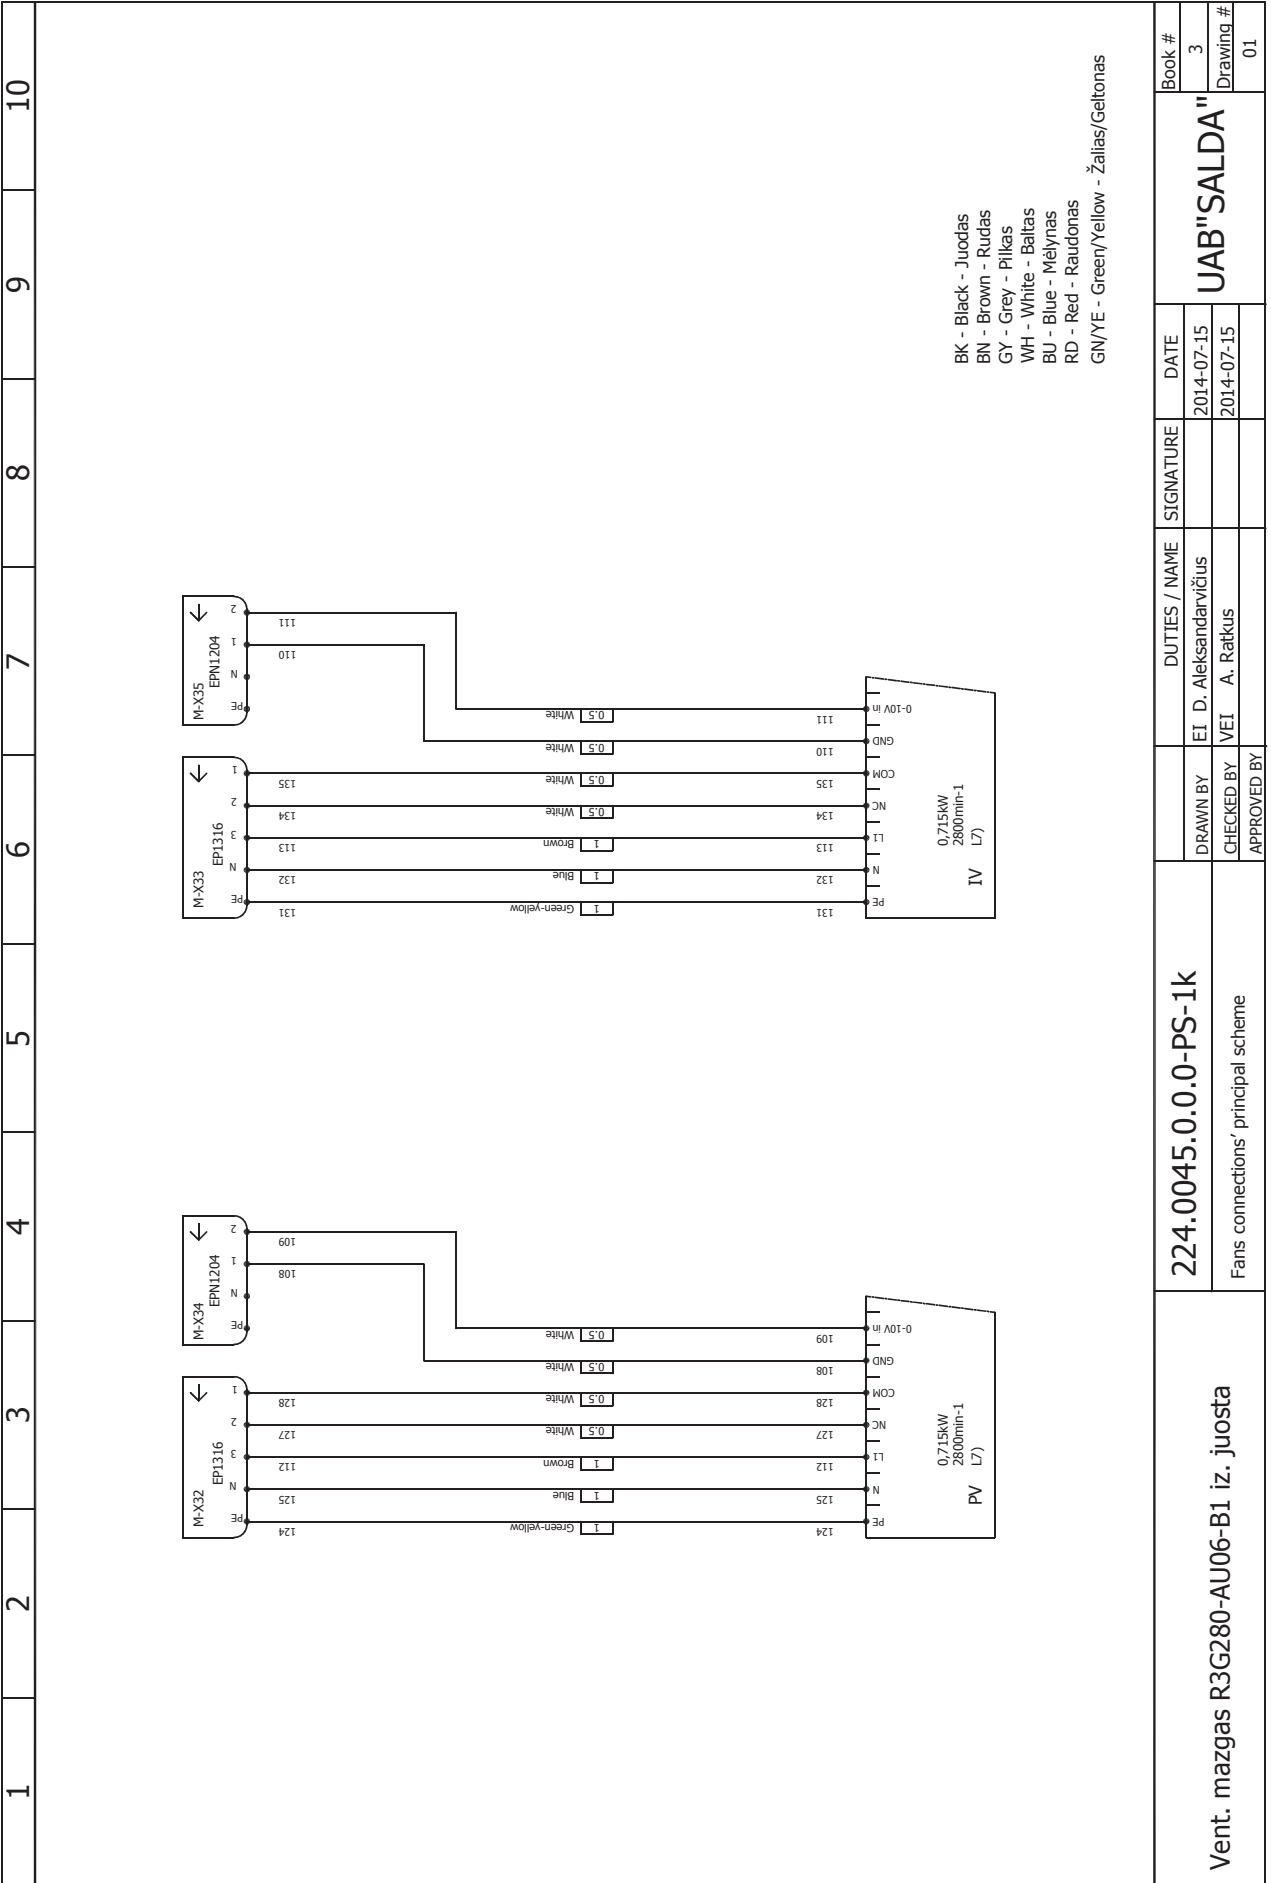 1
2
3
4
5
6
7
8
9
10
M-X32
EP1316
PE
N
3
2
1
M-X34
EPN1204
PE
N
1
2
124
125
112
127
128
108
109
Green-yellow 1
Blue 1
Brown 1
White 0.5
White 0.5
White 0.5
White 0.5
124
125
112
127
128
108
109
PE
N
L1
NC
COM
GND
0-10V in
PV
0,715kW
2800min-1
L7)
M-X33
EP1316
PE
N
3
2
1
M-X35
EPN1204
PE
N
1
2
131
132
113
134
135
110
111
Green-yellow 1
Blue 1
Brown 1
White 0.5
White 0.5
White 0.5
White 0.5
131
132
113
134
135
110
111
PE
N
L1
NC
COM
GND
0-10V in
IV
0,715kW
2800min-1
L7)
BK - Black - Juodas
BN - Brown - Rudas
GY - Grey - Pilkas
WH - White - Baltas
BU - Blue - Mėlynas
RD - Red - Raudonas
GN/YE - Green/Yellow - Žalias/Geltonas
Vent. mazgas R3G280-AU06-B1 iz. juosta
224.0045.0.0.0-PS-1k
Fans connections' principal scheme
DUTIES / NAME SIGNATURE DATE
DRAWN BY EI D. Aleksandarvičius 2014-07-15
CHECKED BY VEI A. Ratkus 2014-07-15
APPROVED BY
UAB"SALDA"
Book #
3
Drawing #
01